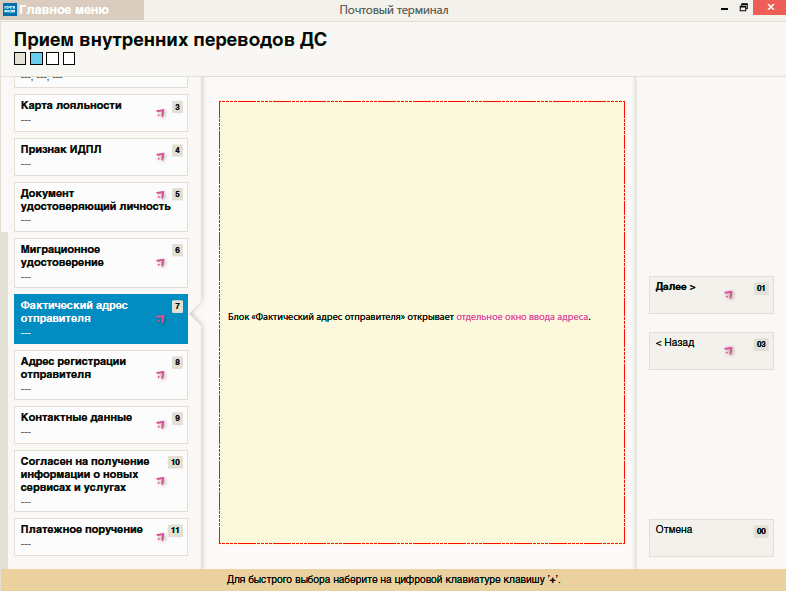 Главное меню
Почтовый терминал
Прием внутренних переводов ДС
---, ---, ---
Карта лояльности
3
---
Признак ИДПЛ
4
---
Документ
удостоверяющий личность
5
---
Миграционное
удостоверение
6
---
Фактический адрес
отправителя
7
---
Адрес регистрации
отправителя
8
---
Контактные данные
9
---
Согласен на получение
информации о новых
сервисах и услугах
10
---
Платежное поручение
11
---
Блок «Фактический адрес отправителя» открывает отдельное окно ввода адреса.
Далее >
01
< Назад
03
Отмена
00
Для быстрого выбора наберите на цифровой клавиатуре клавишу '+'.